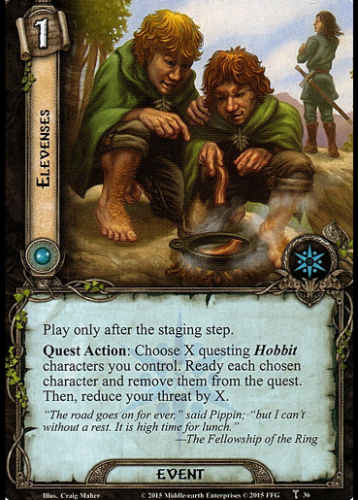 1
ELEVENSES
Play only after the staging step.
Quest Action: Choose X questing Hobbit
characters you control. Ready each chosen
character and remove them from the quest.
Then, reduce your threat by X.
"The road goes on for ever," said Pippin; "but I can't
without a rest. It is high time for lunch."
—The Fellowship of the Ring
EVENT
Illus. Craig Maher
© 2015 Middle-earth Enterprises © 2015 FFG
36